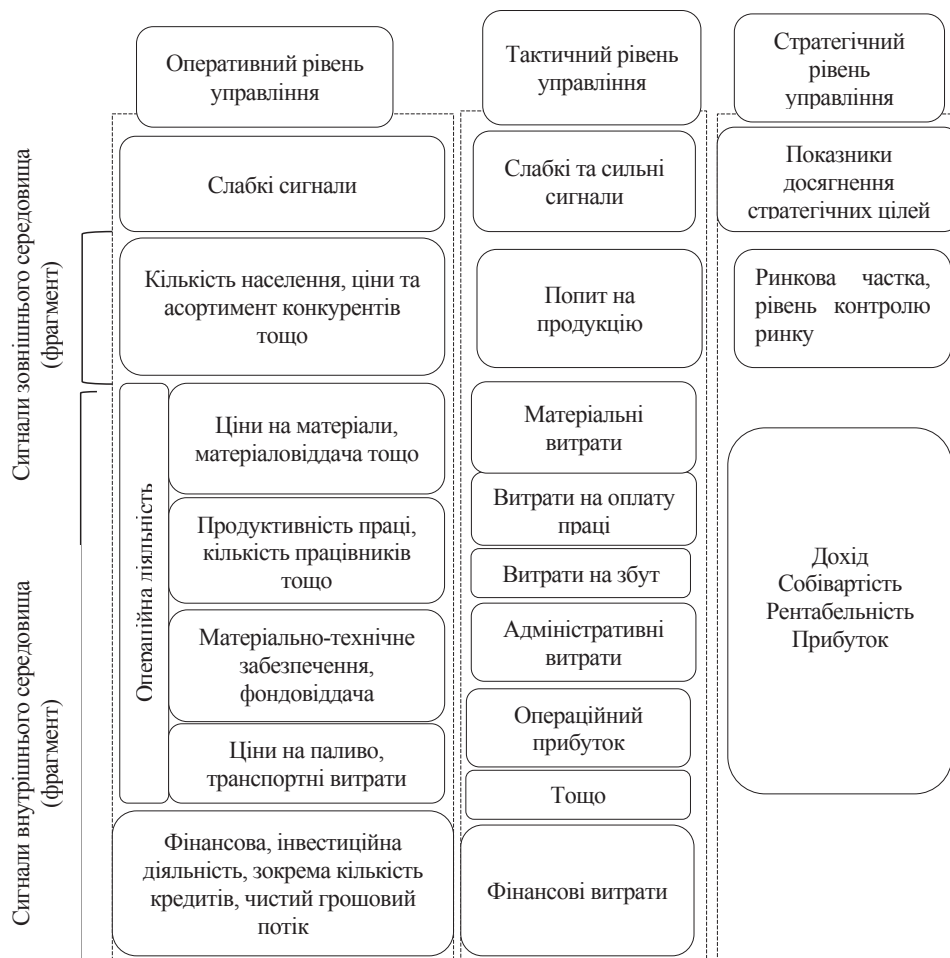 Оперативний рівень
управління
Тактичний рівень
управління
Стратегічний
рівень
управління
Слабкі сигнали
Слабкі та сильні
сигнали
Показники
досягнення
стратегічних цілей
Сигнали зовнішнього середовища
(фрагмент)
Кількість населення, ціни та
асортимент конкурентів
тощо
Попит на
продукцію
Ринкова частка,
рівень контролю
ринку
Сигнали внутрішнього середовища
(фрагмент)
Операційна діяльність
Ціни на матеріали,
матеріаловіддача тощо
Продуктивність праці,
кількість працівників
тощо
Матеріально-технічне
забезпечення,
фондовіддача
Ціни на паливо,
транспортні витрати
Фінансова, інвестиційна
діяльність, зокрема кількість
кредитів, чистий грошовий
потік
Матеріальні
витрати
Витрати на оплату
праці
Витрати на збут
Адміністративні
витрати
Операційний
прибуток
Тощо
Фінансові витрати
Дохід
Собівартість
Рентабельність
Прибуток